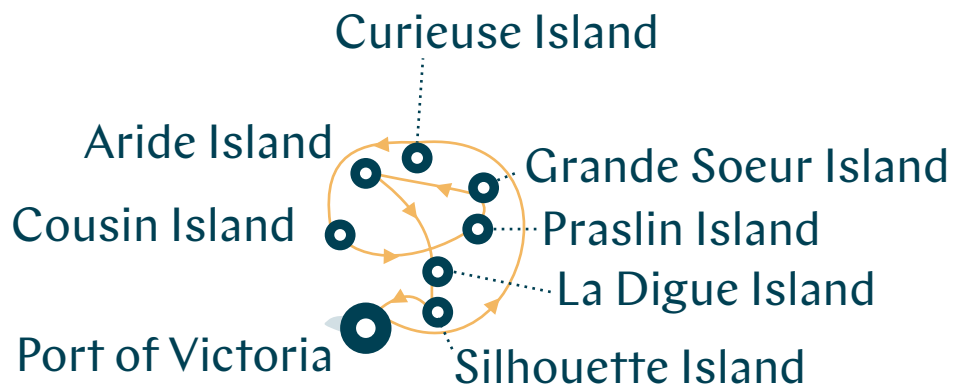 Curieuse Island
Aride Island
Grande Soeur Island
Cousin Island
Praslin Island
La Digue Island
Port of Victoria
Silhouette Island